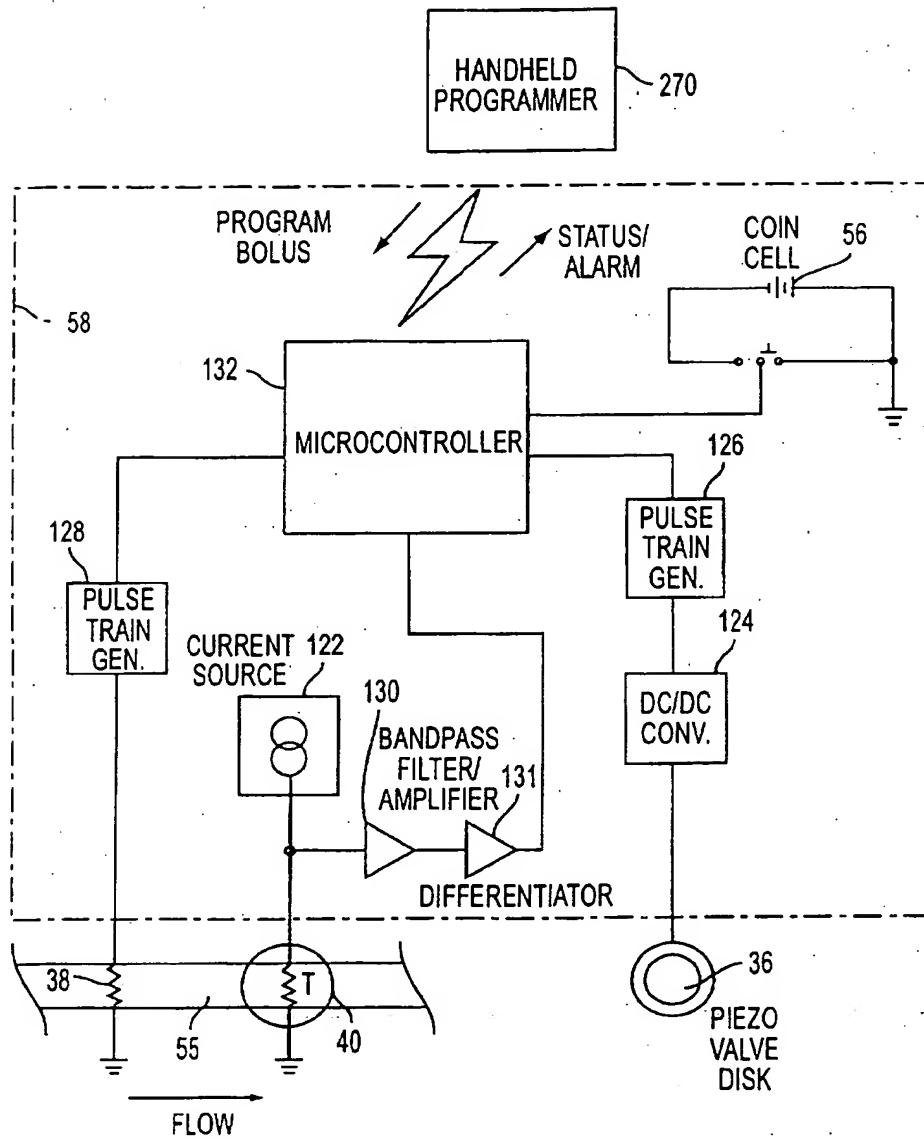 HANDHELD
PROGRAMMER
270
PROGRAM
BOLUS
STATUS/
ALARM
COIN
CELL
56
58
132
MICROCONTROLLER
126
PULSE
TRAIN
GEN.
128
PULSE
TRAIN
GEN.
CURRENT
SOURCE
122
124
DC/DC
CONV.
130
BANDPASS
FILTER/
AMPLIFIER
131
DIFFERENTIATOR
38
55
T
40
36
PIEZO
VALVE
DISK
FLOW